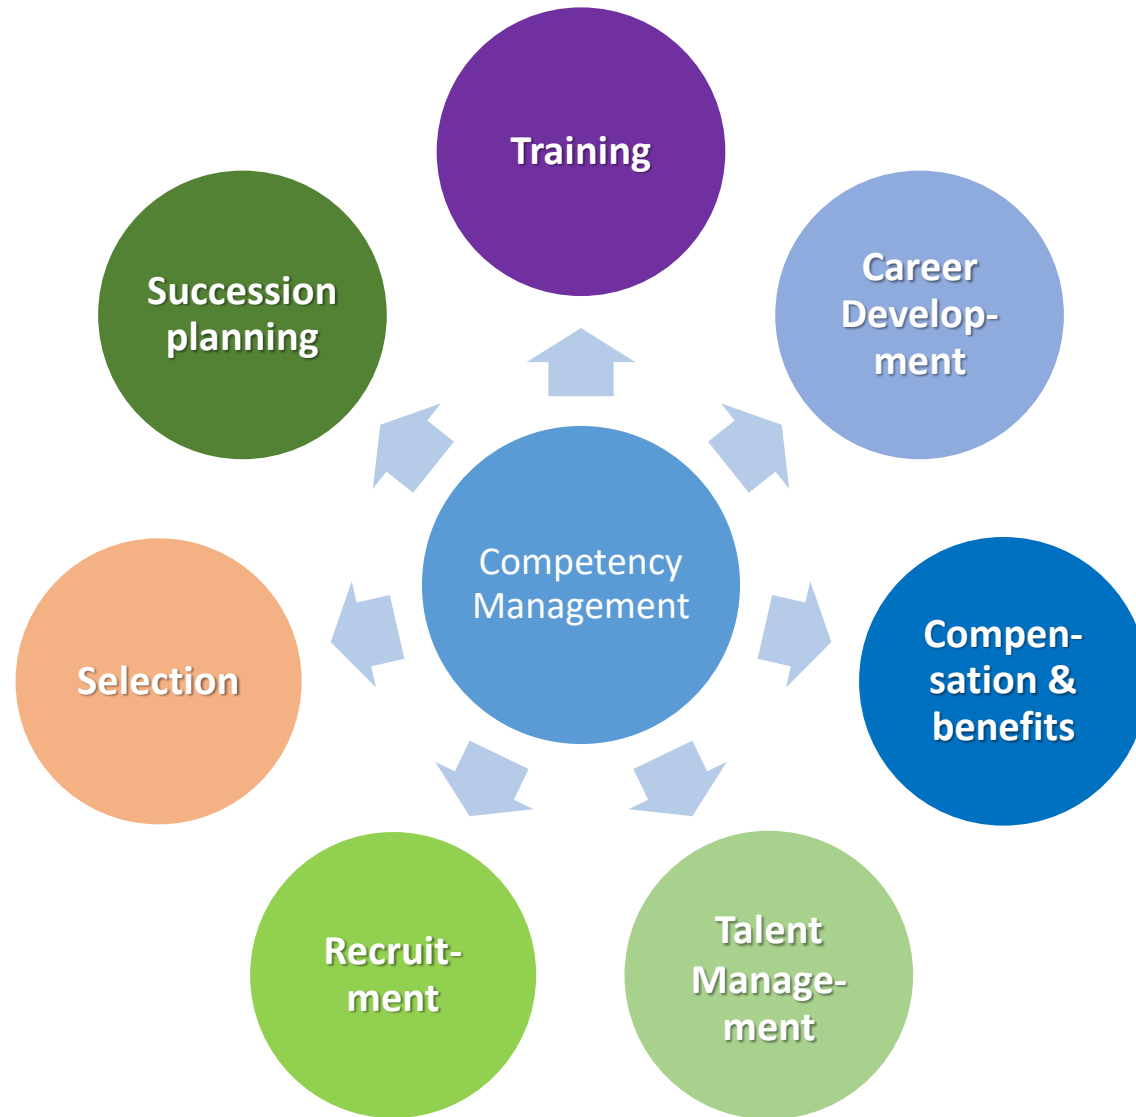 Training
Career
Develop-
ment
Succession
planning
Competency
Management
Compen-
sation &
benefits
Selection
Talent
Manage-
ment
Recruit-
ment